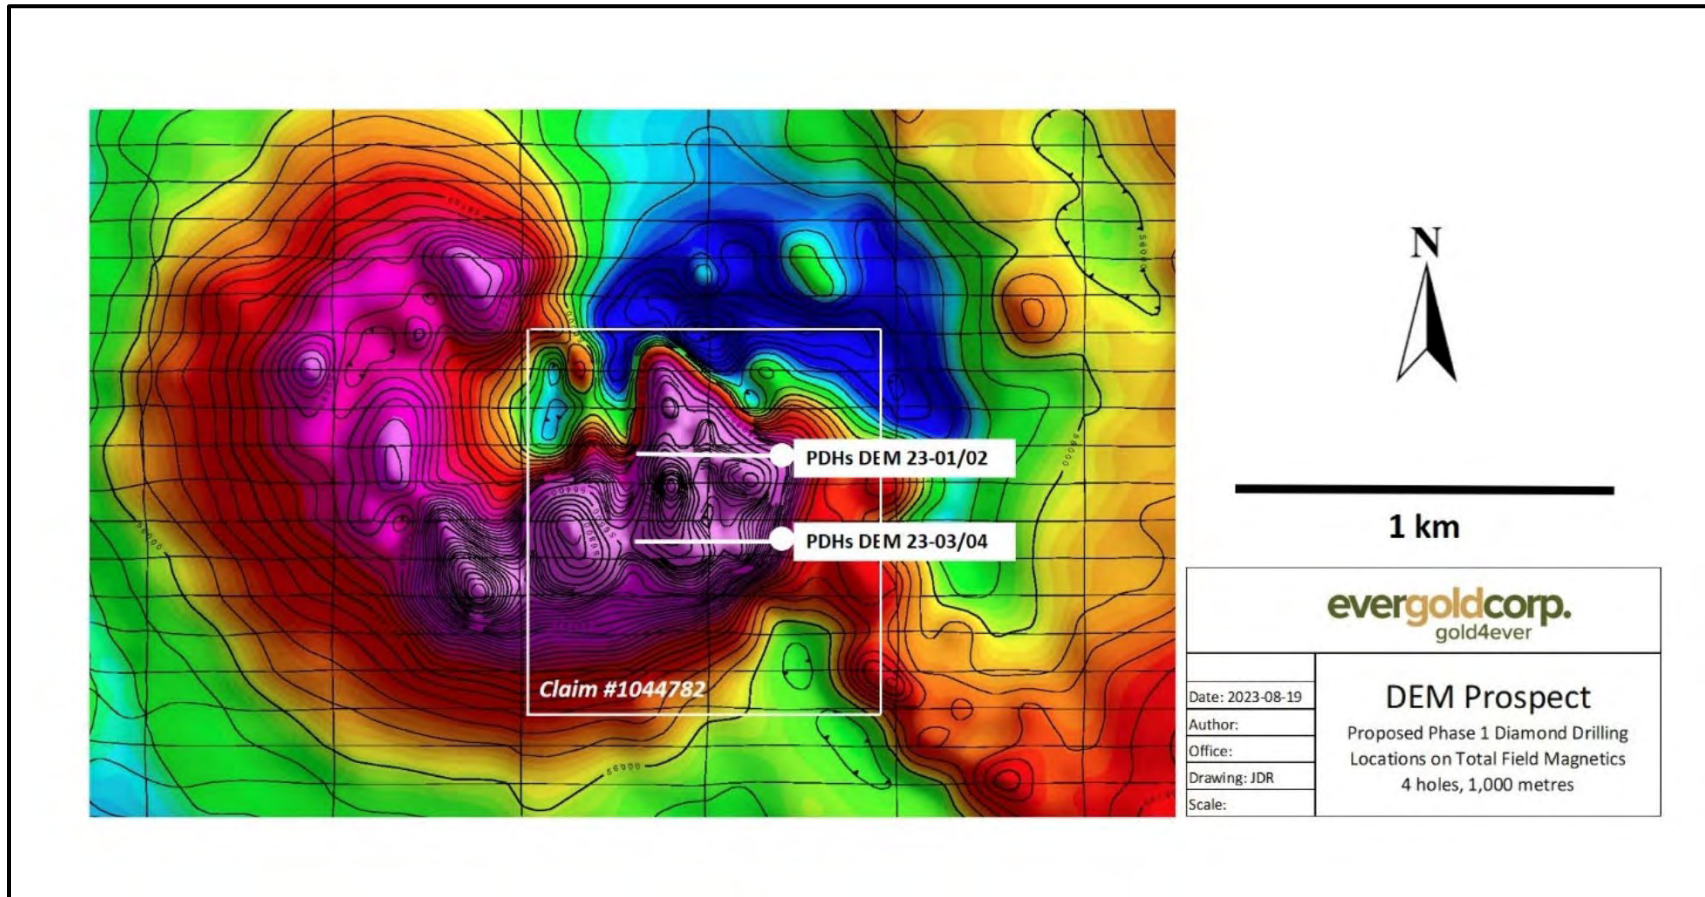 N
PDHs DEM 23-01/02
PDHs DEM 23-03/04
Claim #1044782
1 km
evergoldcorp.
gold4ever
Date: 2023-08-19
Author:
Office:
Drawing: JDR
Scale:
DEM Prospect
Proposed Phase 1 Diamond Drilling
Locations on Total Field Magnetics
4 holes, 1,000 metres